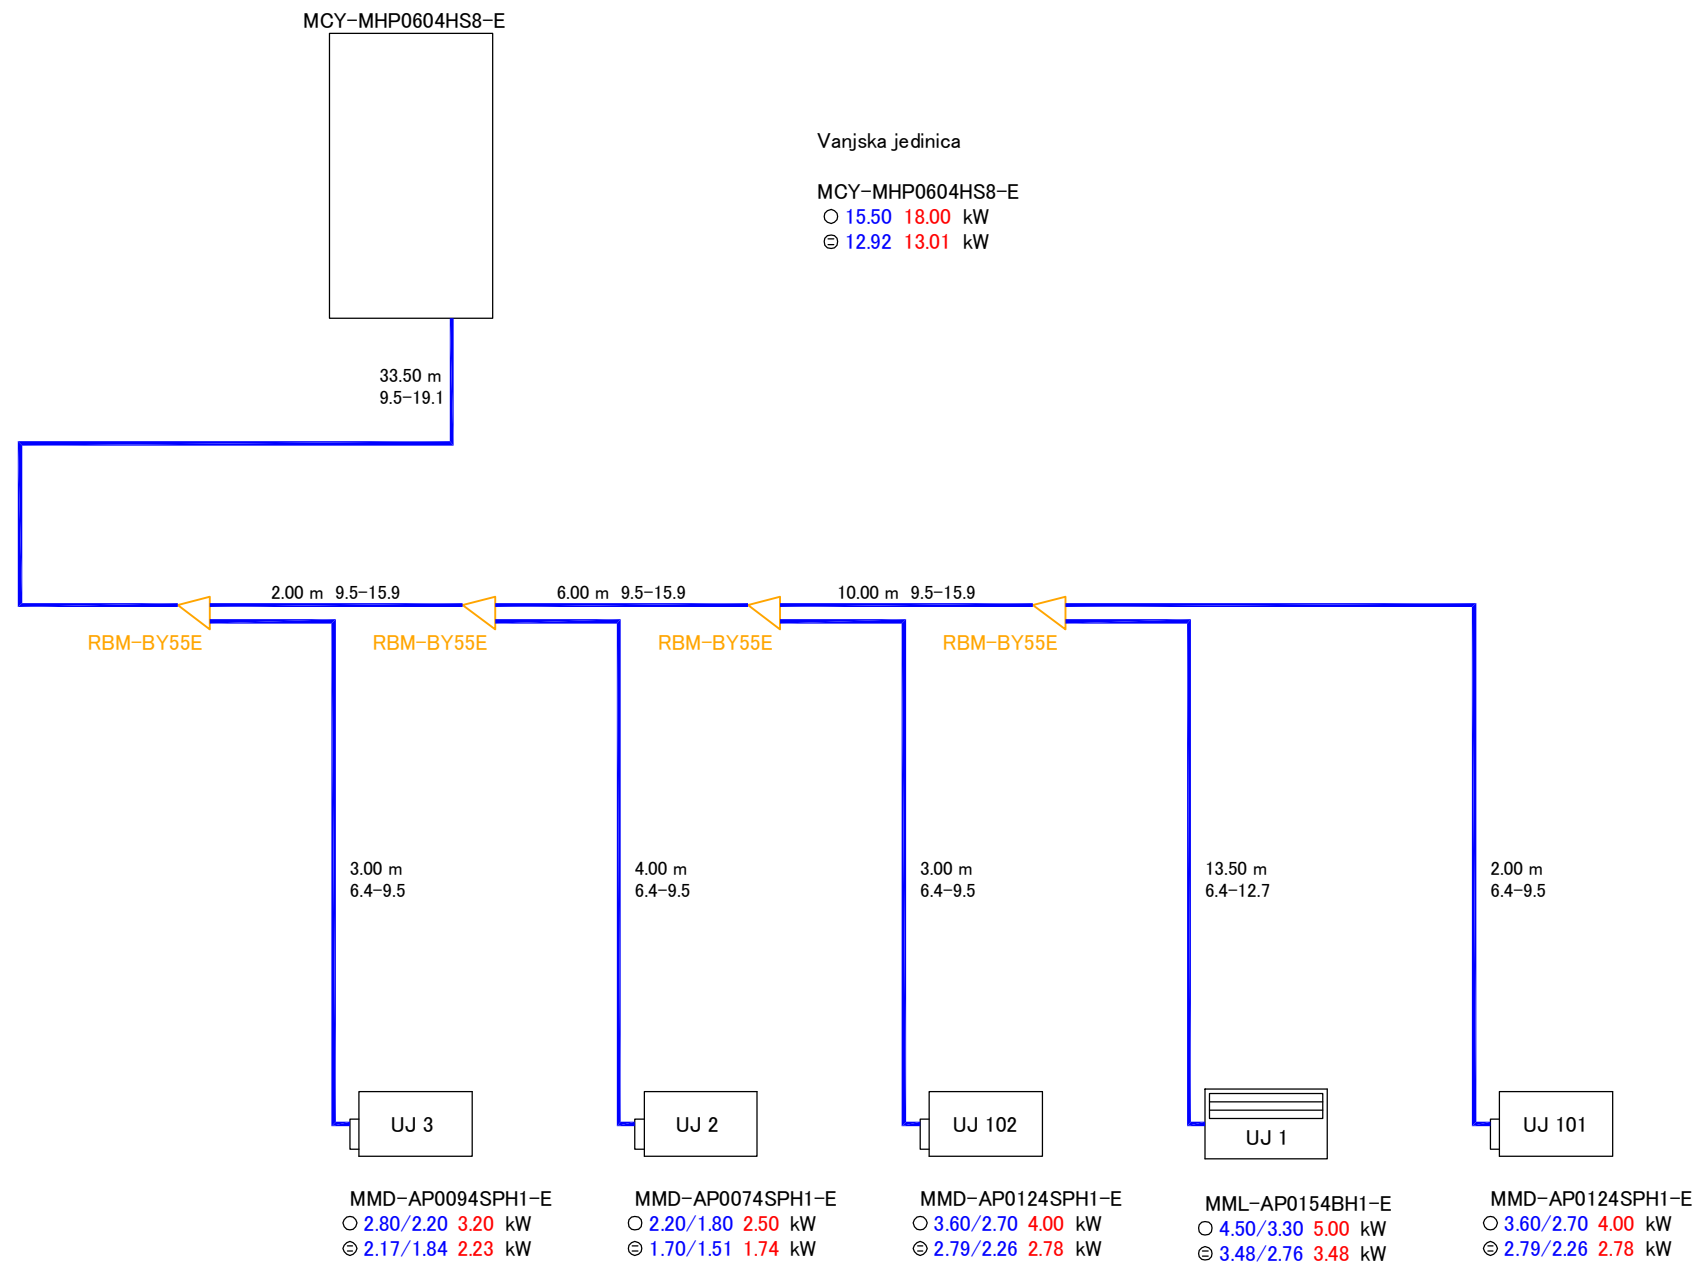 MCY-MHP0604HS8-E
Vanjska jedinica
MCY-MHP0604HS8-E
15.50 18.00 kW
12.92 13.01 kW
33.50 m
9.5-19.1
2.00 m 9.5-15.9
6.00 m 9.5-15.9
10.00 m 9.5-15.9
RBM-BY55E
RBM-BY55E
RBM-BY55E
RBM-BY55E
3.00 m
6.4-9.5
4.00 m
6.4-9.5
3.00 m
6.4-9.5
13.50 m
6.4-12.7
2.00 m
6.4-9.5
UJ 3
UJ 2
UJ 102
UJ 1
UJ 101
MMD-AP0094SPH1-E
2.80/2.20 3.20 kW
2.17/1.84 2.23 kW
MMD-AP0074SPH1-E
2.20/1.80 2.50 kW
1.70/1.51 1.74 kW
MMD-AP0124SPH1-E
3.60/2.70 4.00 kW
2.79/2.26 2.78 kW
MML-AP0154BH1-E
4.50/3.30 5.00 kW
3.48/2.76 3.48 kW
MMD-AP0124SPH1-E
3.60/2.70 4.00 kW
2.79/2.26 2.78 kW